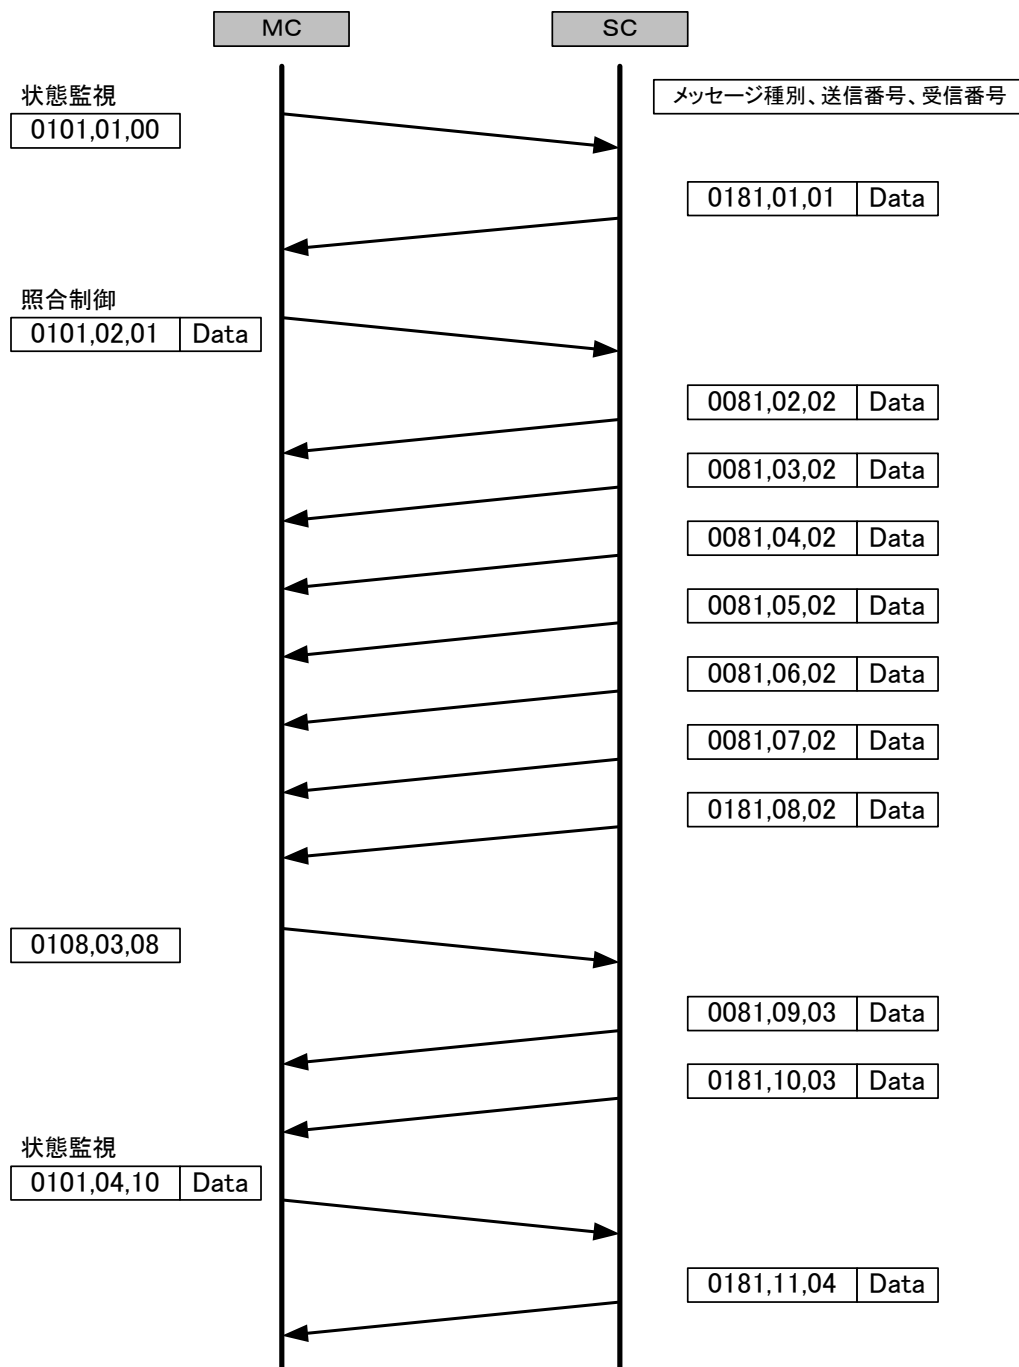 MC
SC
状態監視
メッセージ種別、送信番号、受信番号
0101,01,00
0181,01,01 Data
照合制御
0101,02,01 Data
0081,02,02 Data
0081,03,02 Data
0081,04,02 Data
0081,05,02 Data
0081,06,02 Data
0081,07,02 Data
0181,08,02 Data
0108,03,08
0081,09,03 Data
0181,10,03 Data
状態監視
0101,04,10 Data
0181,11,04 Data